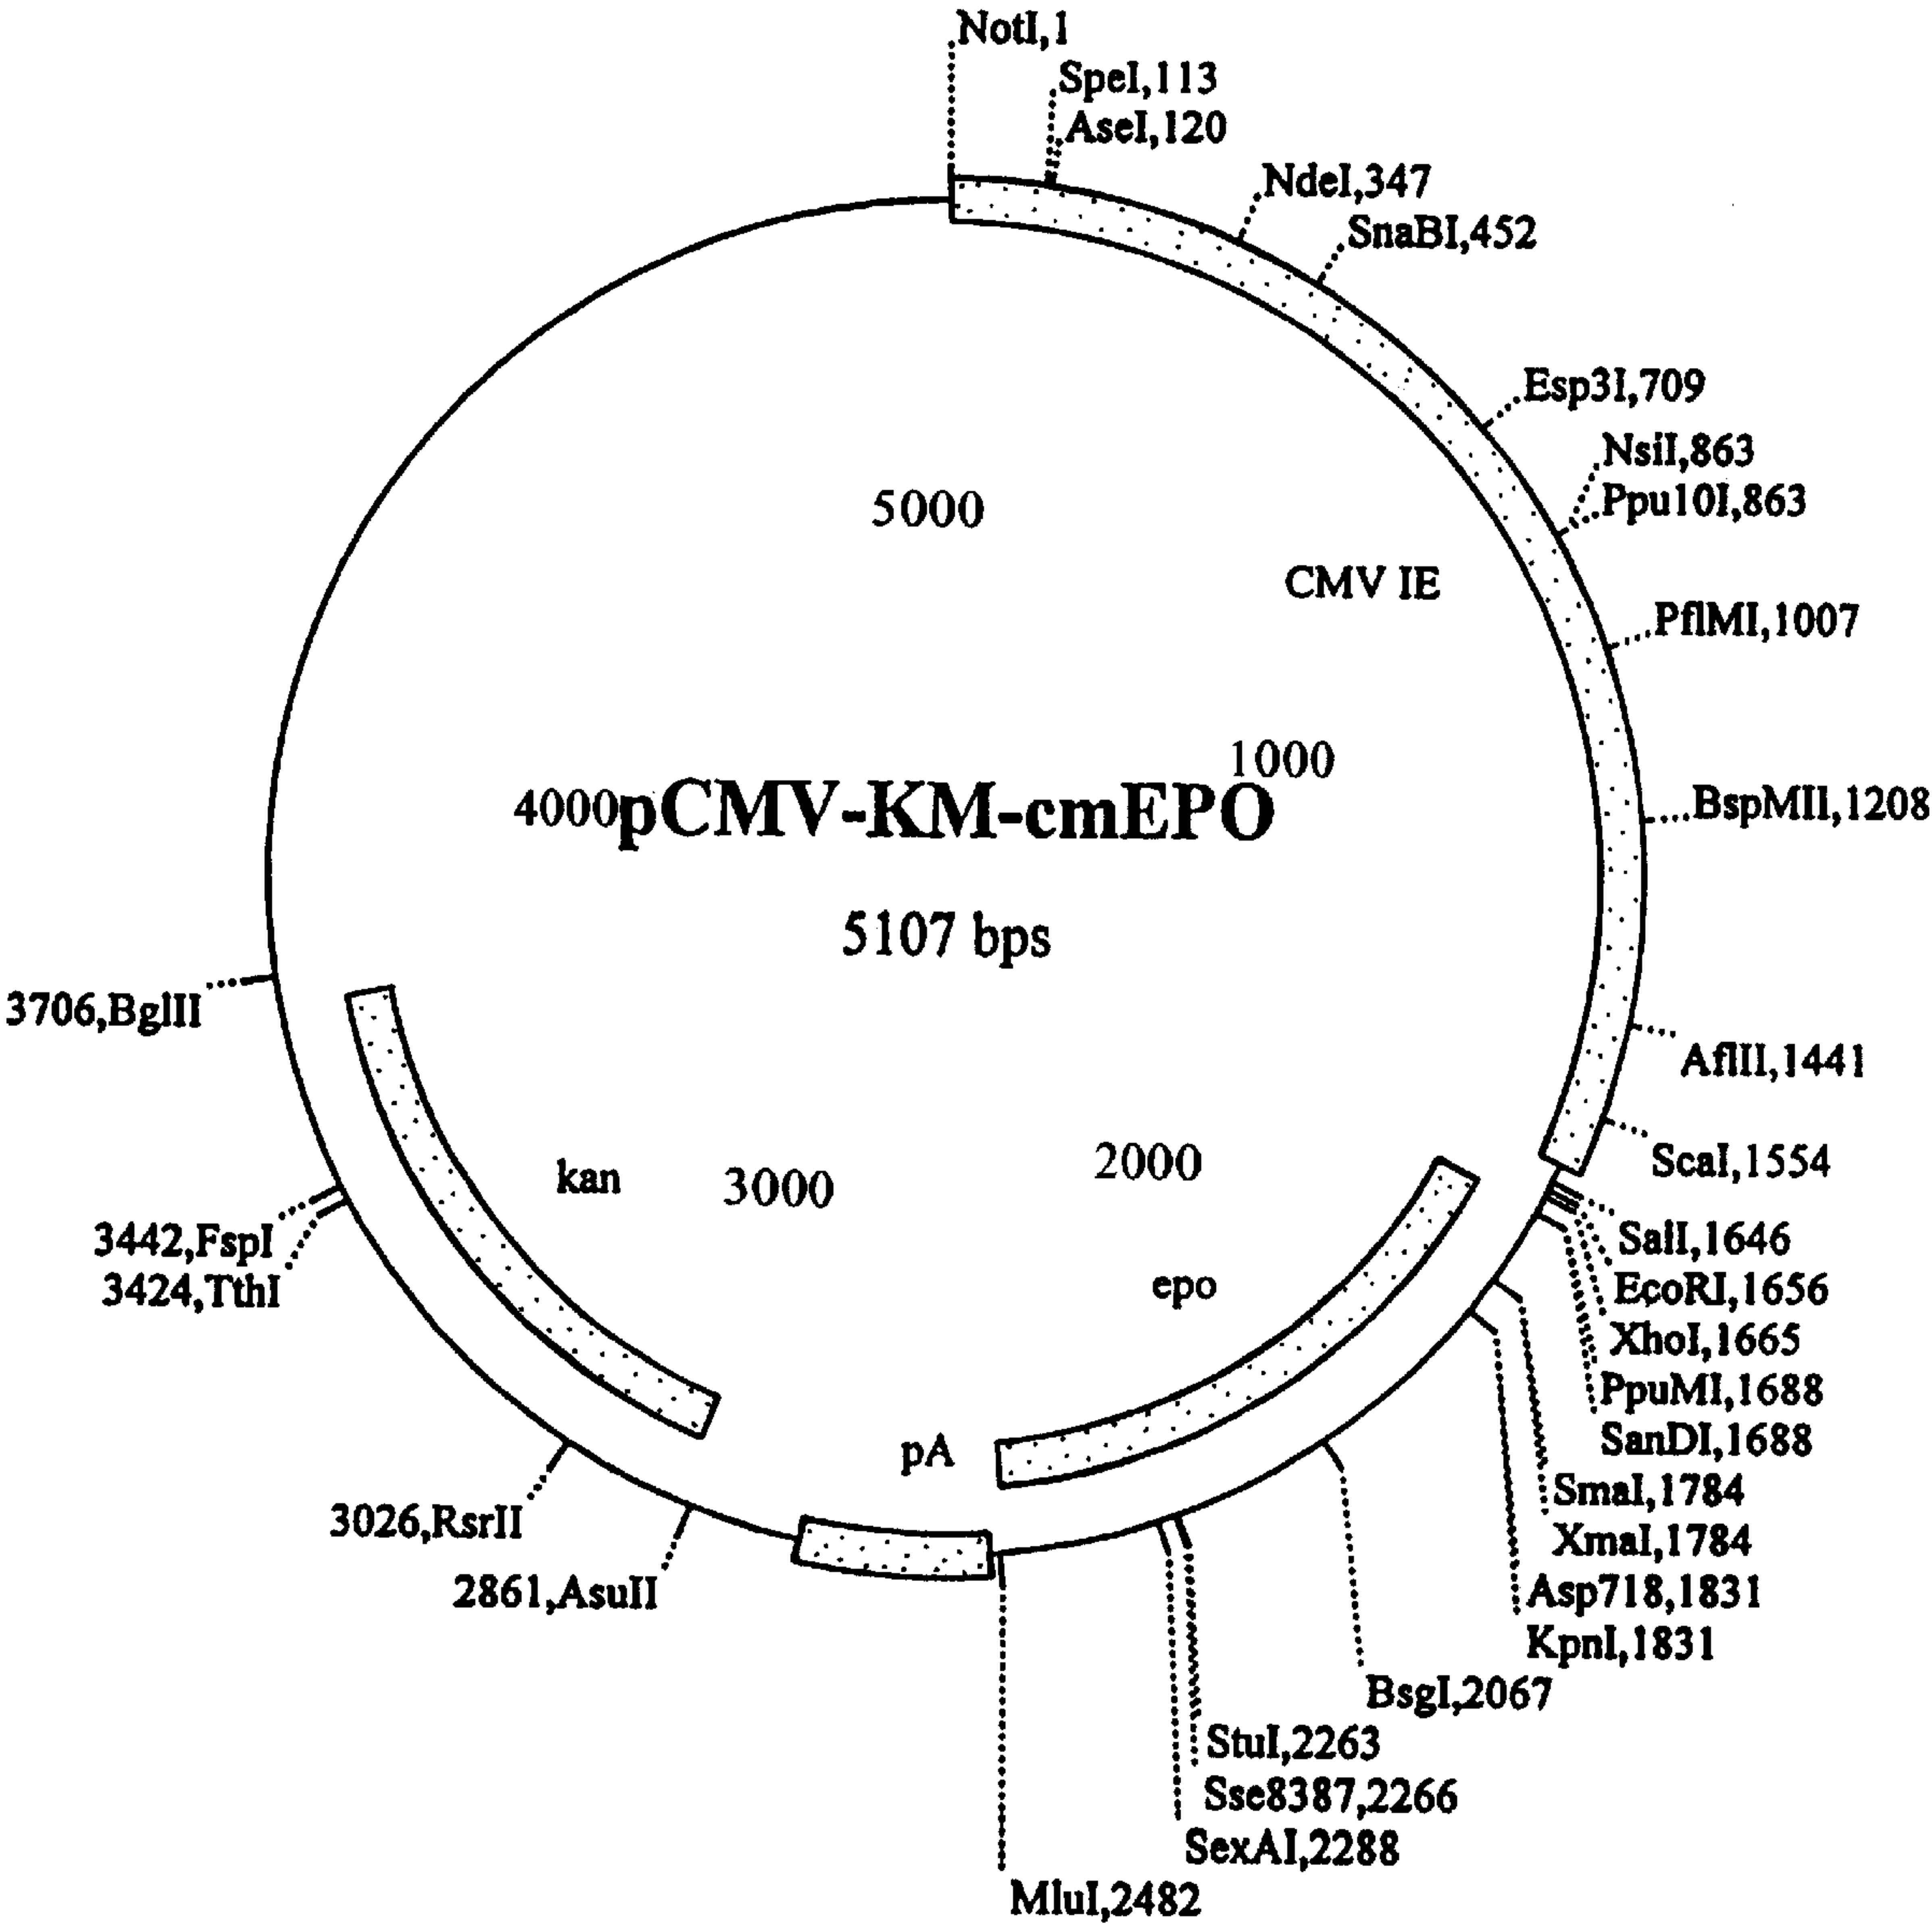 NotI,1
SpeI,113
AseI,120
NdeI,347
SnaBI,452
Esp3I,709
NsiI,863
Ppu10I,863
5000
CMV IE
PflMI,1007
1000
4000
pCMV-KM-cmEPO
BspMII,1208
5107 bps
3706,BglII
AflII,1441
ScaI,1554
2000
kan
3000
3442,FspI
3424,TthI
SalI,1646
EcoRI,1656
epo
XhoI,1665
PpuMI,1688
SanDI,1688
pA
SmaI,1784
3026,RsrII
XmaI,1784
2861,AsuII
Asp718,1831
KpnI,1831
BsgI,2067
StuI,2263
Sse8387,2266
SexAI,2288
MluI,2482